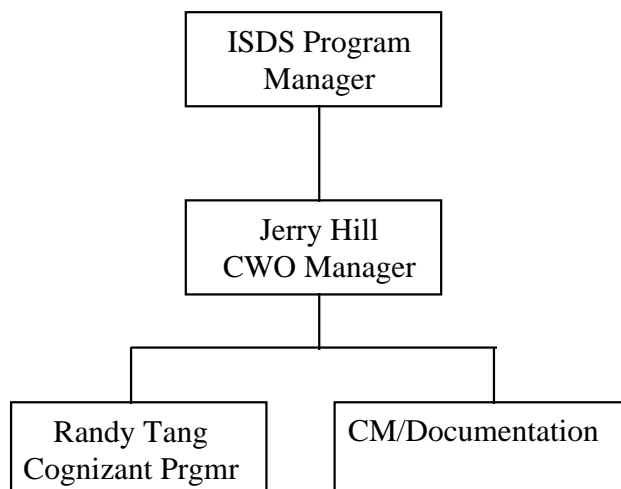 ISDS Program
Manager
Jerry Hill
CWO Manager
Randy Tang
Cognizant Prgmr
CM/Documentation